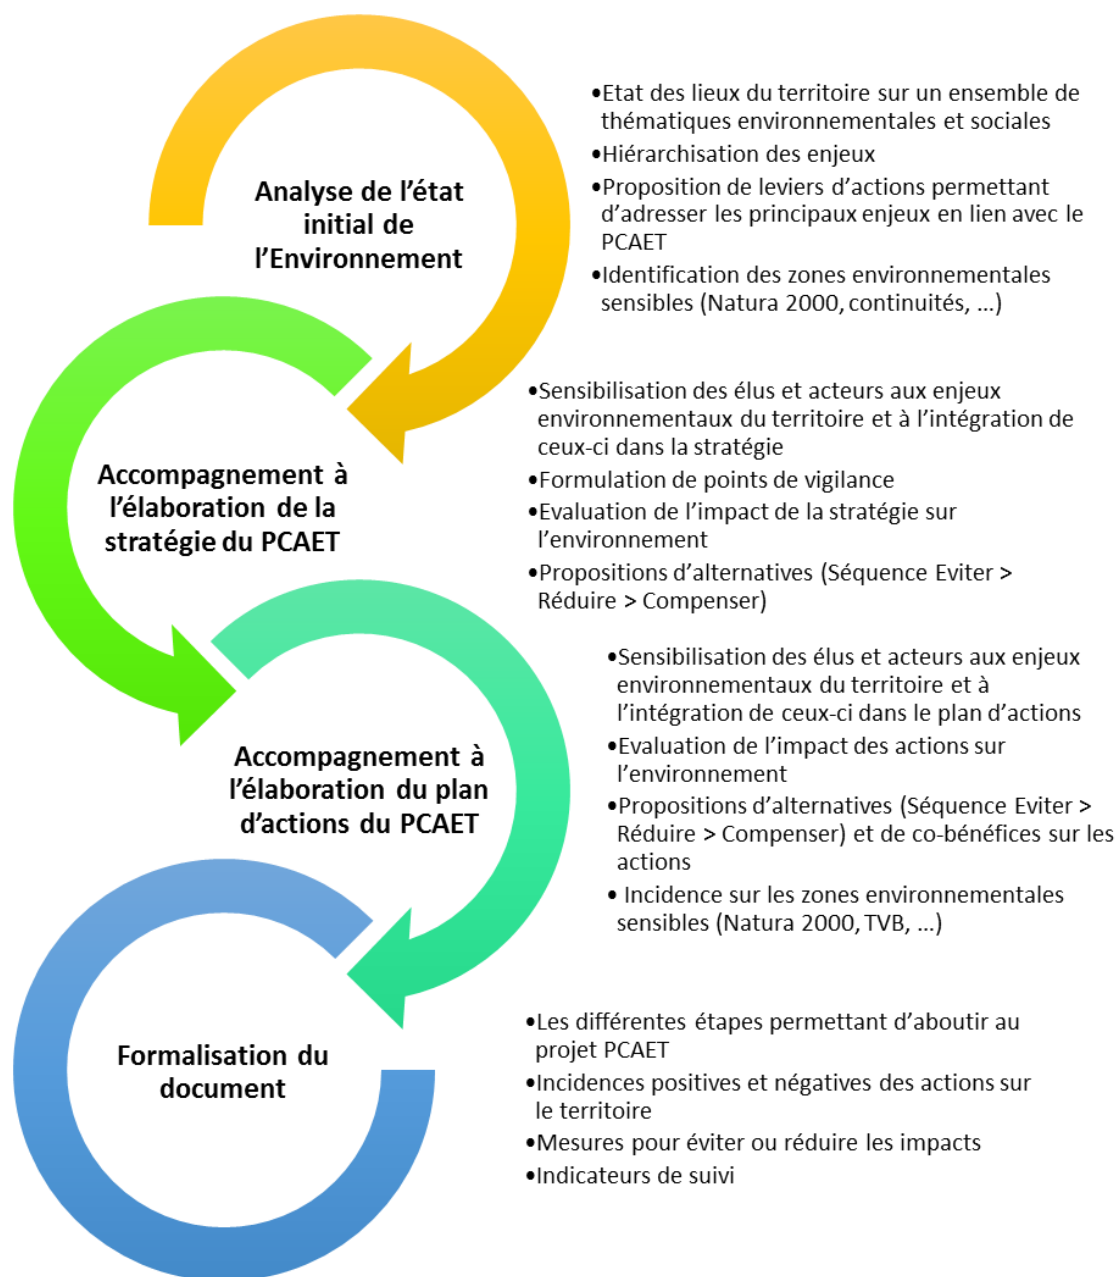 Analyse de l’état
initial de
l’Environnement
•Etat des lieux du territoire sur un ensemble de
thématiques environnementales et sociales
•Hiérarchisation des enjeux
•Proposition de leviers d’actions permettant
d’adresser les principaux enjeux en lien avec le
PCAET
•Identification des zones environnementales
sensibles (Natura 2000, continuités, …)
Accompagnement à
l’élaboration de la
stratégie du PCAET
•Sensibilisation des élus et acteurs aux enjeux
environnementaux du territoire et à l’intégration de
ceux-ci dans la stratégie
•Formulation de points de vigilance
•Evaluation de l’impact de la stratégie sur
l’environnement
•Propositions d’alternatives (Séquence Eviter >
Réduire > Compenser)
Accompagnement à
l’élaboration du plan
d’actions du PCAET
•Sensibilisation des élus et acteurs aux enjeux
environnementaux du territoire et à
l’intégration de ceux-ci dans le plan d’actions
•Evaluation de l’impact des actions sur
l’environnement
•Propositions d’alternatives (Séquence Eviter >
Réduire > Compenser) et de co-bénéfices sur les
actions
• Incidence sur les zones environnementales
sensibles (Natura 2000, TVB, …)
Formalisation du
document
•Les différentes étapes permettant d’aboutir au
projet PCAET
•Incidences positives et négatives des actions sur
le territoire
•Mesures pour éviter ou réduire les impacts
•Indicateurs de suivi